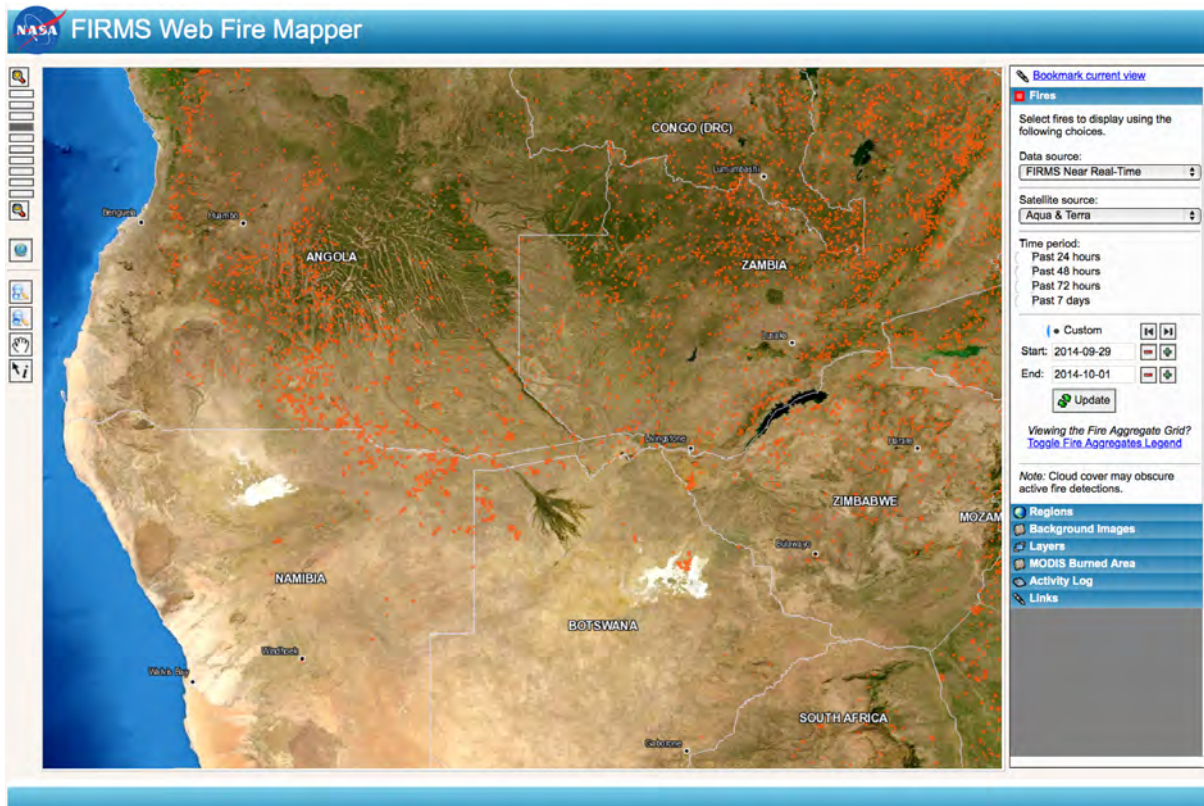 NASA
FIRMS Web Fire Mapper
CONGO (DRC)
Lubumbashi
Benguela
Huambo
ANGOLA
ZAMBIA
Lusaka
Livingstone
Harare
ZIMBABWE
MOZAM
Bulawayo
NAMIBIA
BOTSWANA
Windhoek
Walvis Bay
SOUTH AFRICA
Gaborone
Bookmark current view
Fires
Select fires to display using the
following choices.
Data source:
FIRMS Near Real-Time
Satellite source:
Aqua & Terra
Time period:
Past 24 hours
Past 48 hours
Past 72 hours
Past 7 days
Custom
Start: 2014-09-29
End: 2014-10-01
Update
Viewing the Fire Aggregate Grid?
Toggle Fire Aggregates Legend
Note: Cloud cover may obscure
active fire detections.
Regions
Background Images
Layers
MODIS Burned Area
Activity Log
Links